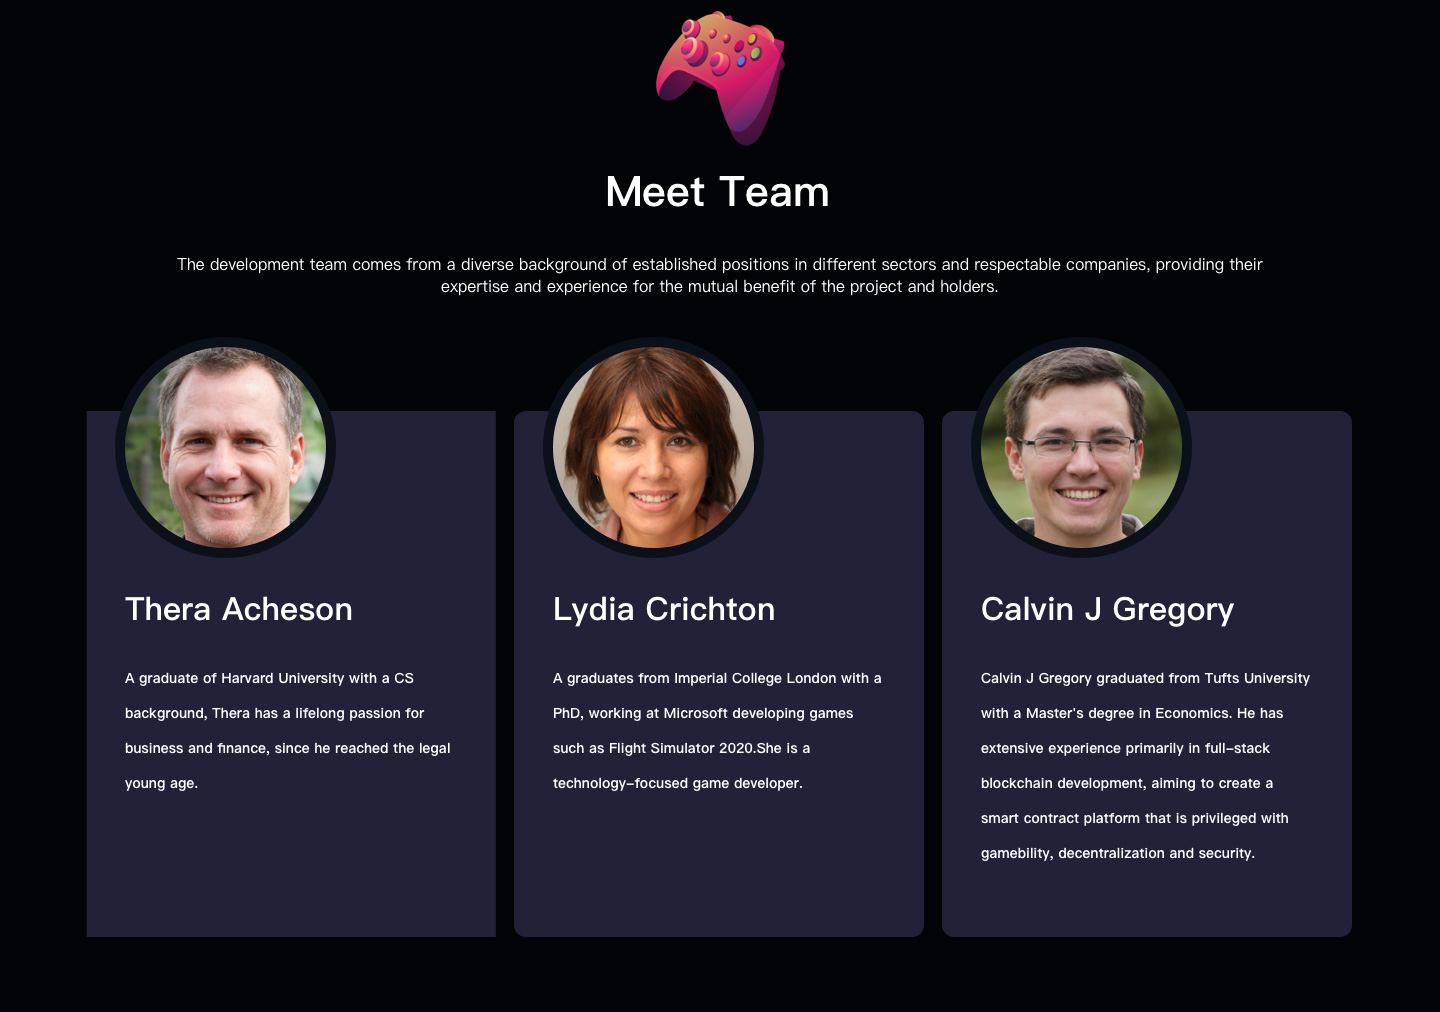 Meet Team
The development team comes from a diverse background of established positions in different sectors and respectable companies, providing their
expertise and experience for the mutual benefit of the project and holders.
Thera Acheson
A graduate of Harvard University with a CS
background, Thera has a lifelong passion for
business and finance, since he reached the legal
young age.
Lydia Crichton
A graduates from Imperial College London with a
PhD, working at Microsoft developing games
such as Flight Simulator 2020.She is a
technology-focused game developer.
Calvin J Gregory
Calvin J Gregory graduated from Tufts University
with a Master's degree in Economics. He has
extensive experience primarily in full-stack
blockchain development, aiming to create a
smart contract platform that is privileged with
gamebility, decentralization and security.